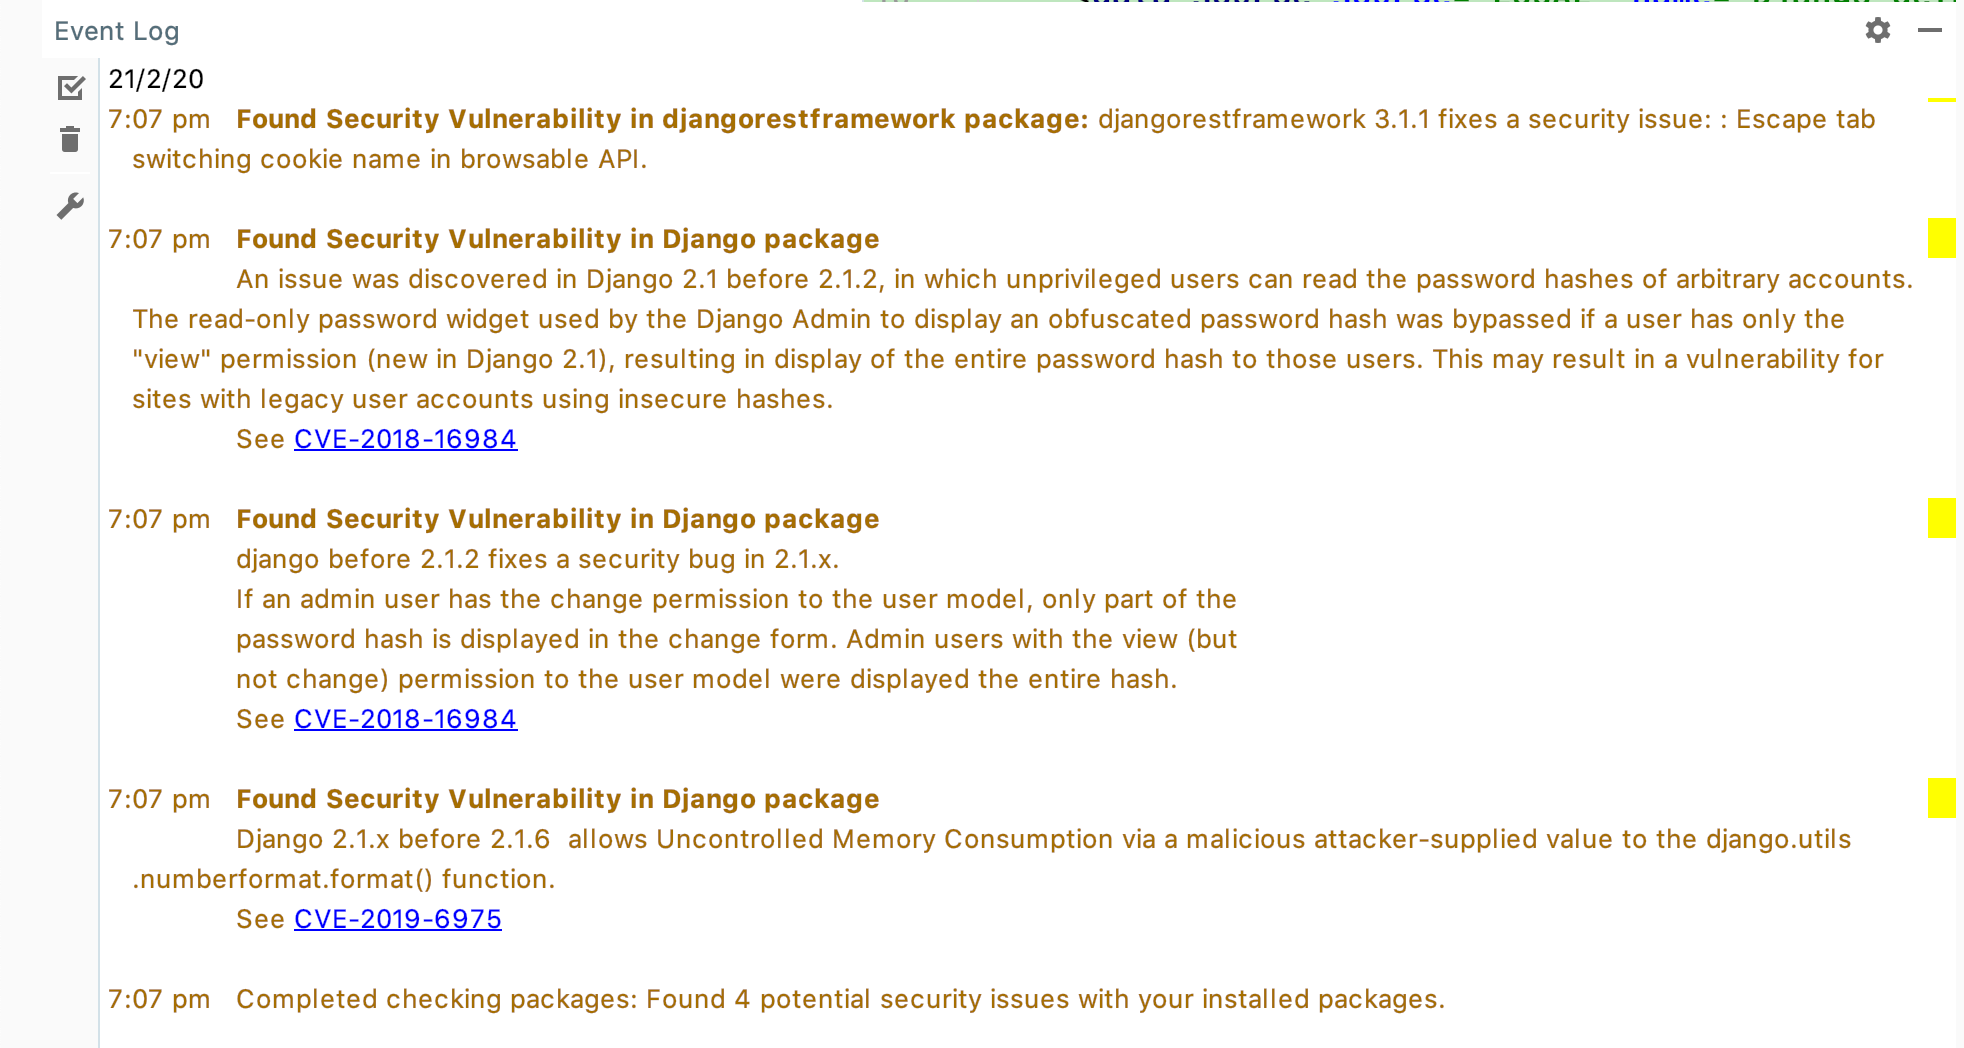 Event Log
21/2/20
7:07 pm Found Security Vulnerability in djangorestframework package: djangorestframework 3.1.1 fixes a security issue: : Escape tab
switching cookie name in browsable API.
7:07 pm Found Security Vulnerability in Django package
An issue was discovered in Django 2.1 before 2.1.2, in which unprivileged users can read the password hashes of arbitrary accounts.
The read-only password widget used by the Django Admin to display an obfuscated password hash was bypassed if a user has only the
"view" permission (new in Django 2.1), resulting in display of the entire password hash to those users. This may result in a vulnerability for
sites with legacy user accounts using insecure hashes.
See CVE-2018-16984
7:07 pm Found Security Vulnerability in Django package
django before 2.1.2 fixes a security bug in 2.1.x.
If an admin user has the change permission to the user model, only part of the
password hash is displayed in the change form. Admin users with the view (but
not change) permission to the user model were displayed the entire hash.
See CVE-2018-16984
7:07 pm Found Security Vulnerability in Django package
Django 2.1.x before 2.1.6  allows Uncontrolled Memory Consumption via a malicious attacker-supplied value to the django.utils
.numberformat.format() function.
See CVE-2019-6975
7:07 pm Completed checking packages: Found 4 potential security issues with your installed packages.